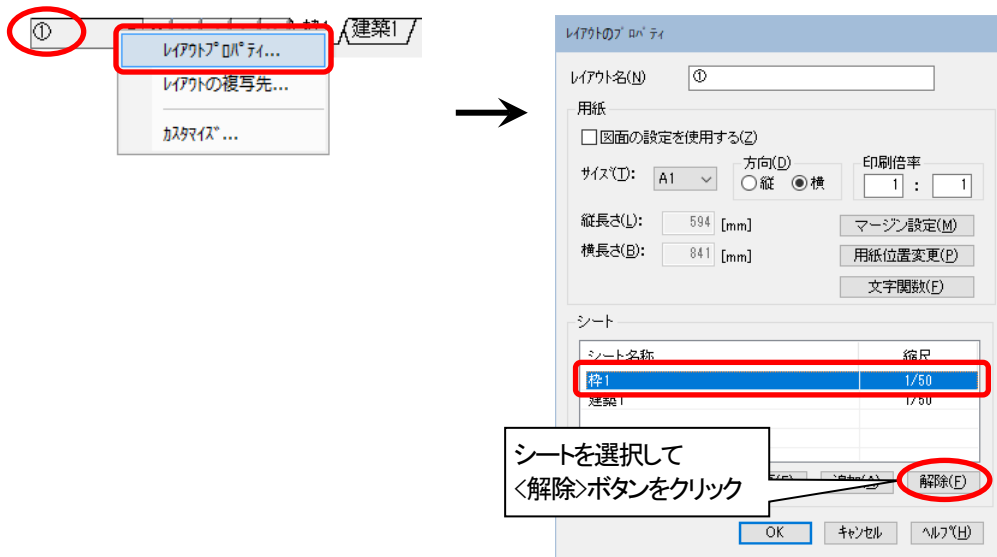 ①
建築1
ﾚｲｱｳﾄﾌﾟﾛﾊﾟﾃｨ...
ﾚｲｱｳﾄの複写先...
ｶｽﾀﾏｲｽﾞ...
ﾚｲｱｳﾄのﾌﾟﾛﾊﾟﾃｨ
ﾚｲｱｳﾄ名(N) ①
用紙
図面の設定を使用する(Z)
ｻｲｽﾞ(T): A1 方向(D) 縦 横 印刷倍率 1 : 1
縦長さ(L): 594 [mm] マージン設定(M)
横長さ(B): 841 [mm] 用紙位置変更(P)
文字関数(F)
シート
シート名称 縮尺
枠1 1/50
建築1 1/50
シートを選択して
<解除>ボタンをクリック
追加(A) 解除(F)
OK ｷｬﾝｾﾙ ﾍﾙﾌﾟ(H)